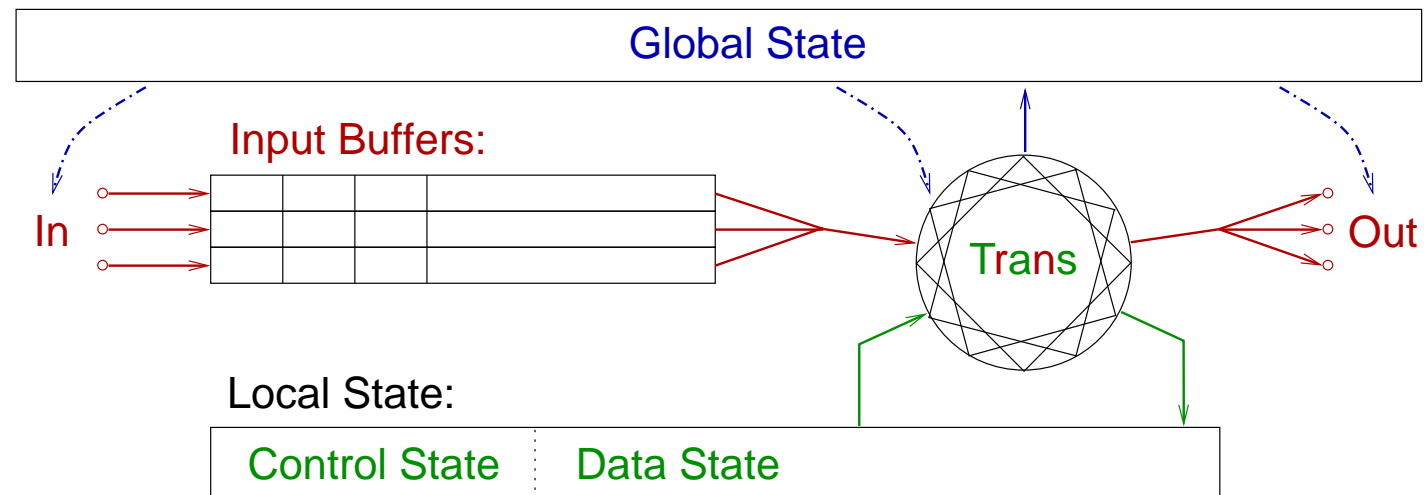 Global State
Input Buffers:
In
Trans
Out
Local State:
Control State
Data State